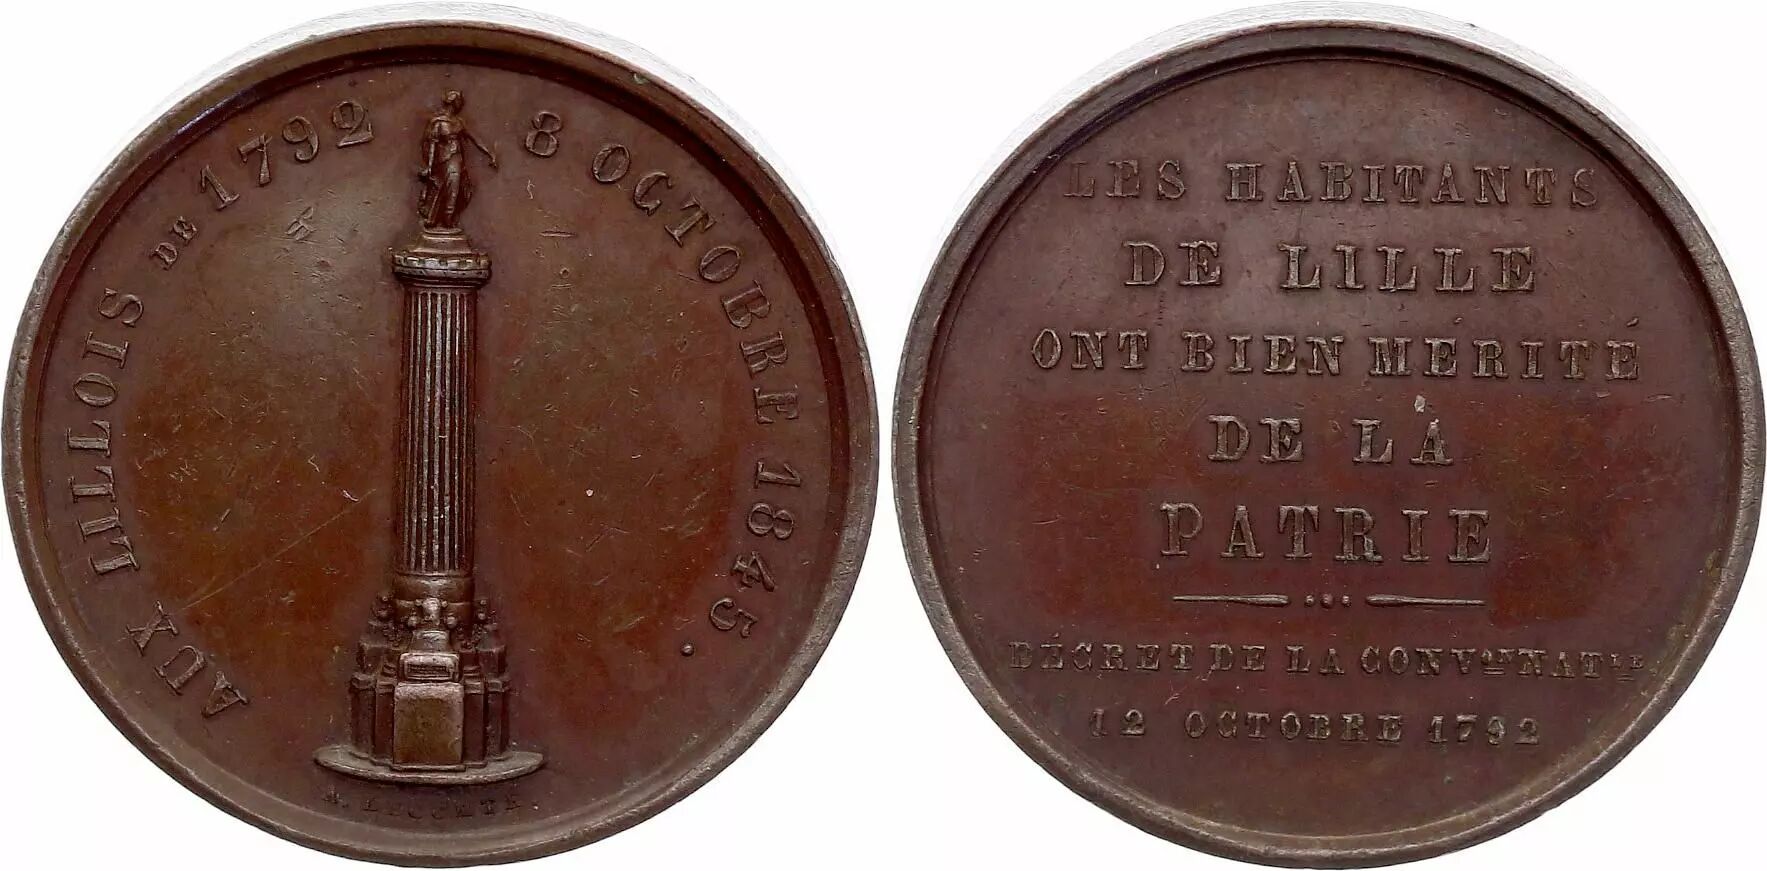 AUX LILLOIS DE 1792 8 OCTOBRE 1845.
LES HABITANTS
DE LILLE
ONT BIEN MERITÉ
DE LA
PATRIE
DÉCRET DE LA CONVON NATLE
12 OCTOBRE 1792